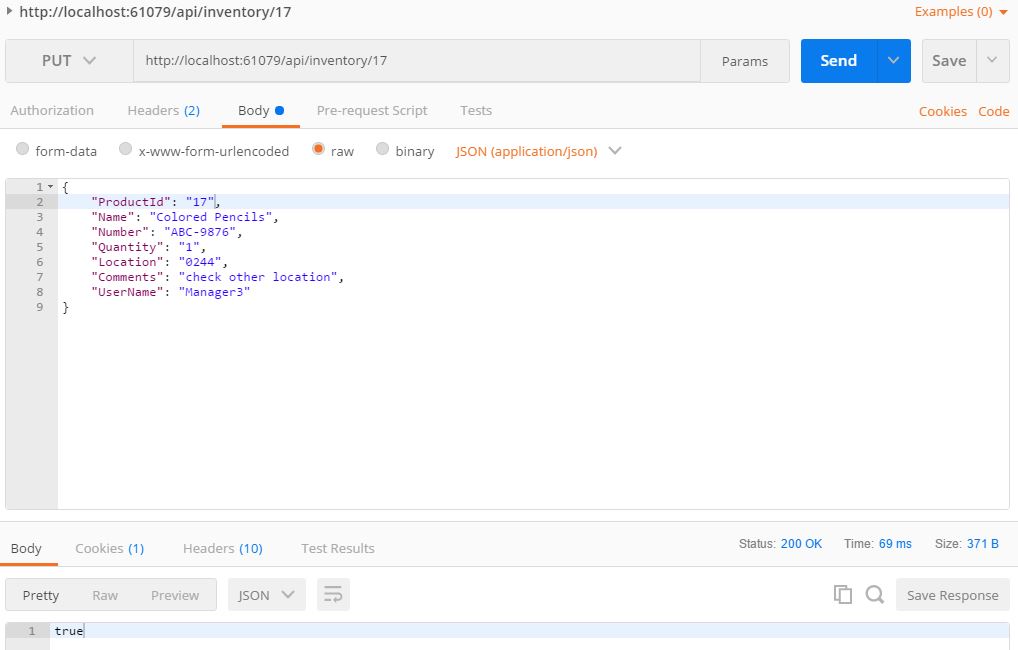 http://localhost:61079/api/inventory/17 Examples (0)
PUT http://localhost:61079/api/inventory/17 Params Send Save
Authorization Headers (2) Body Pre-request Script Tests Cookies Code
form-data x-www-form-urlencoded raw binary JSON (application/json)
1 {
2 "ProductId": "17",
3 "Name": "Colored Pencils",
4 "Number": "ABC-9876",
5 "Quantity": "1",
6 "Location": "0244",
7 "Comments": "check other location",
8 "UserName": "Manager3"
9 }
Body Cookies (1) Headers (10) Test Results Status: 200 OK Time: 69 ms Size: 371 B
Pretty Raw Preview JSON Save Response
1 true